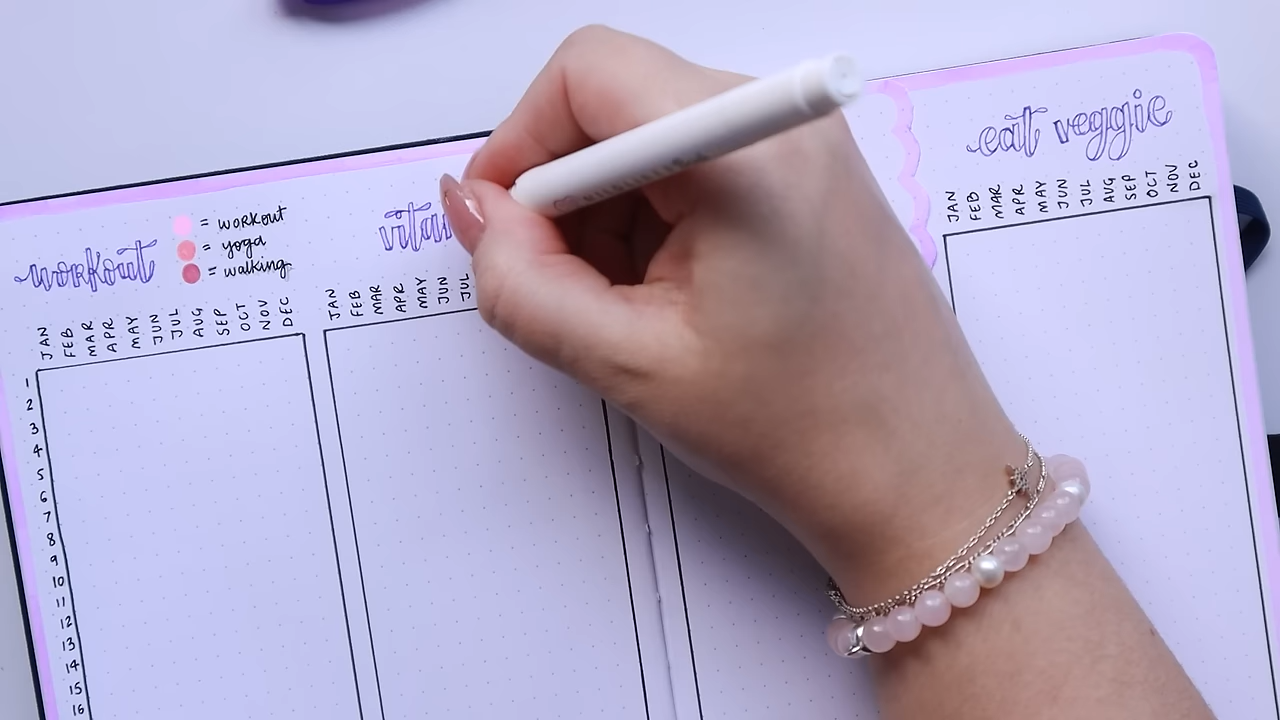 workout
= workout
= yoga
= walking
eat veggie
JAN FEB MAR APR MAY JUN JUL AUG SEP OCT NOV DEC
JAN FEB MAR APR MAY JUN JUL
JAN FEB MAR APR MAY JUN JUL AUG SEP OCT NOV DEC
1
2
3
4
5
6
7
8
9
10
11
12
13
14
15
16